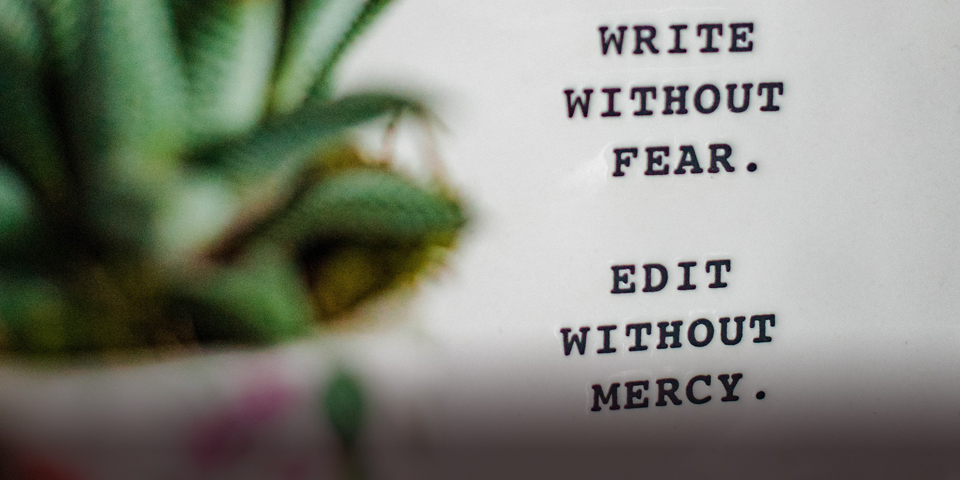 WRITE
WITHOUT
FEAR.
EDIT
WITHOUT
MERCY.